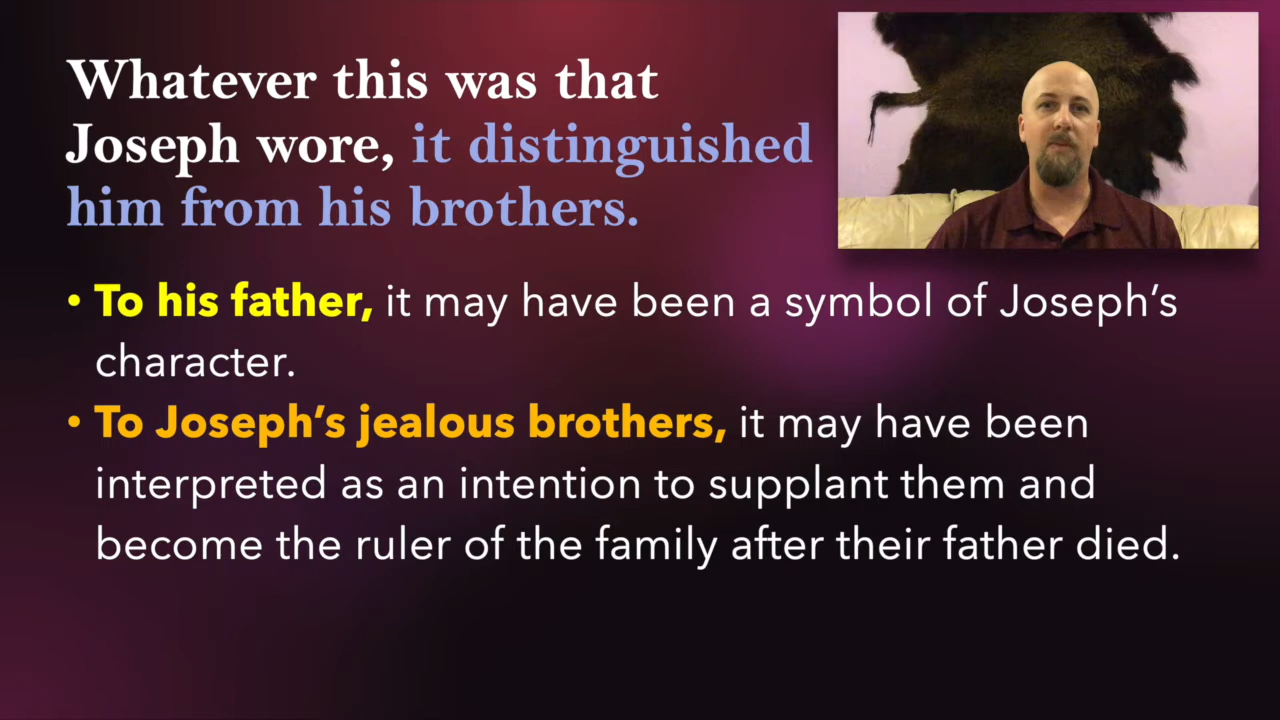 Whatever this was that
Joseph wore, it distinguished
him from his brothers.
• To his father, it may have been a symbol of Joseph’s
character.
• To Joseph’s jealous brothers, it may have been
interpreted as an intention to supplant them and
become the ruler of the family after their father died.